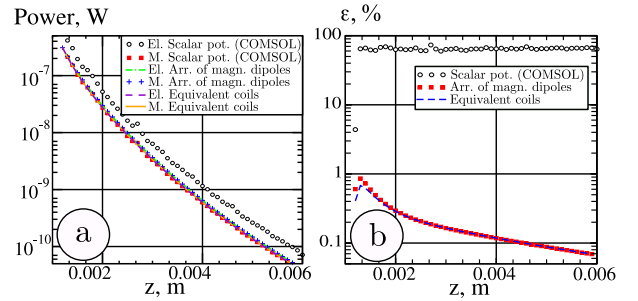 Power, W
El. Scalar pot. (COMSOL)
M. Scalar pot. (COMSOL)
El. Arr. of magn. dipoles
M. Arr. of magn. dipoles
El. Equivalent coils
M. Equivalent coils
10⁻⁷
10⁻⁸
10⁻⁹
10⁻¹⁰
a
0.002
0.004
0.006
z, m
ε, %
100
10
1
0.1
Scalar pot. (COMSOL)
Arr. of magn. dipoles
Equivalent coils
b
0.002
0.004
0.006
z, m